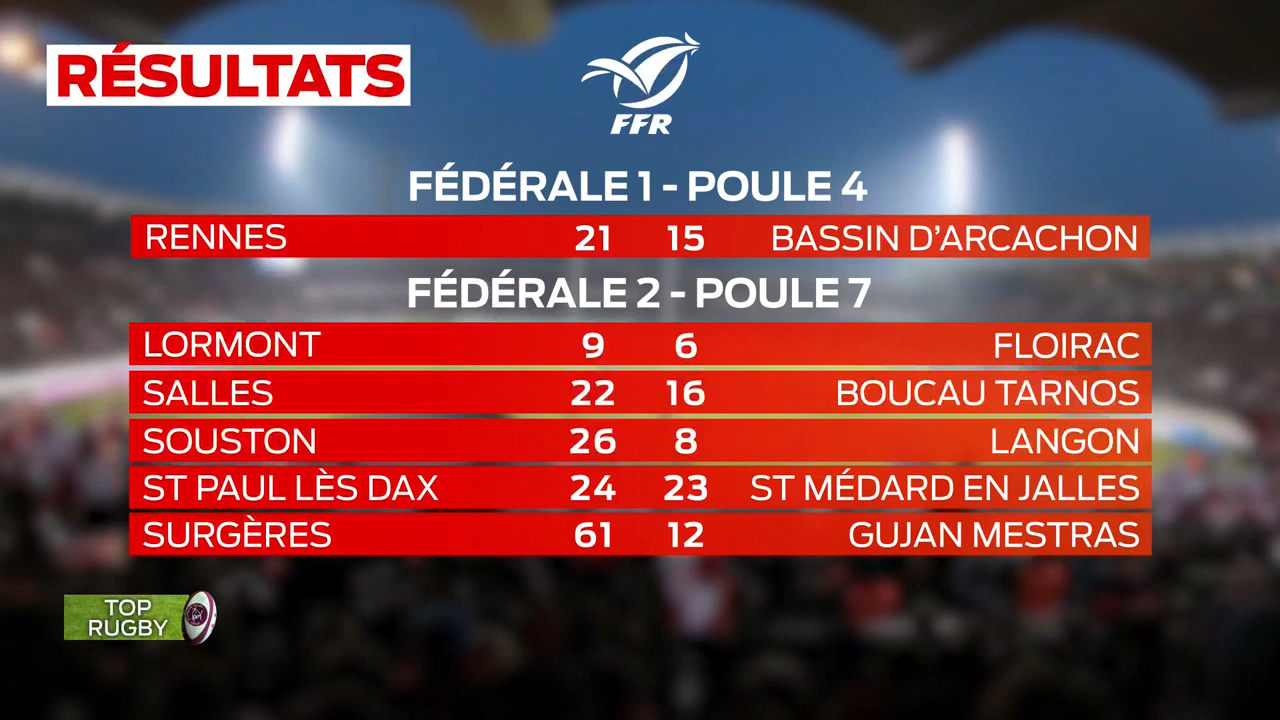 RÉSULTATS
FFR
FÉDÉRALE 1 - POULE 4
RENNES 21 15 BASSIN D'ARCACHON
FÉDÉRALE 2 - POULE 7
LORMONT 9 6 FLOIRAC
SALLES 22 16 BOUCAU TARNOS
SOUSTON 26 8 LANGON
ST PAUL LÈS DAX 24 23 ST MÉDARD EN JALLES
SURGÈRES 61 12 GUJAN MESTRAS
TOP
RUGBY